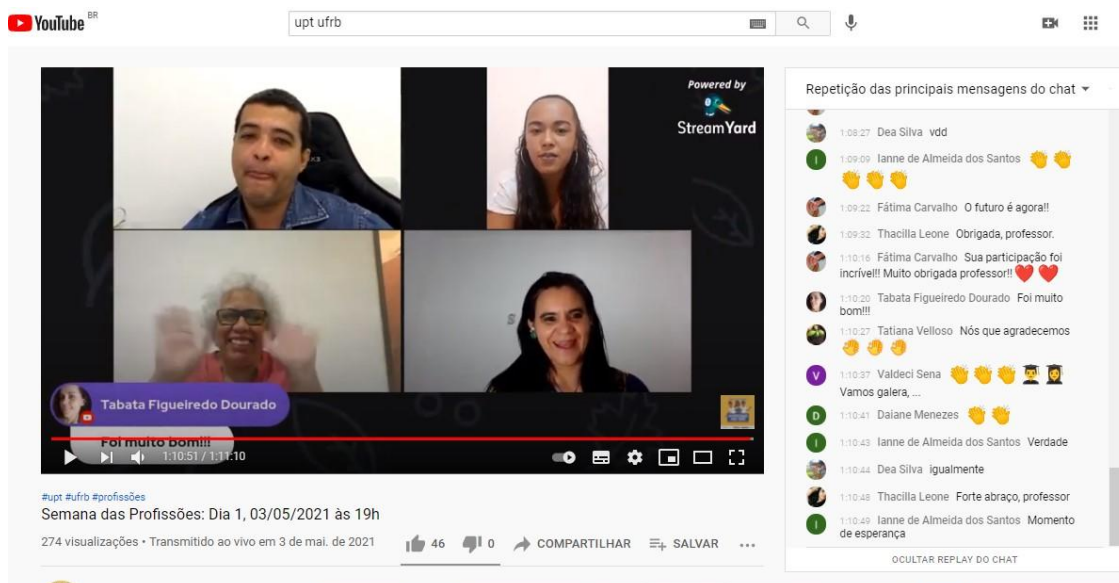 YouTube BR
upt ufrb
Powered by
StreamYard
Tabata Figueiredo Dourado
Foi muito bom!!!
1:10:51 / 1:11:10
#upt #ufrb #profissões
Semana das Profissões: Dia 1, 03/05/2021 às 19h
274 visualizações • Transmitido ao vivo em 3 de mai. de 2021
46
0
COMPARTILHAR
SALVAR
Repetição das principais mensagens do chat
1:08:27 Dea Silva vdd
1:09:09 Ianne de Almeida dos Santos 👏👏
👏👏👏
1:09:22 Fátima Carvalho O futuro é agora!!
1:09:32 Thacilla Leone Obrigada, professor.
1:10:16 Fátima Carvalho Sua participação foi
incrível!! Muito obrigada professor!!❤️❤️
1:10:20 Tabata Figueiredo Dourado Foi muito
bom!!!
1:10:27 Tatiana Velloso Nós que agradecemos
👏👏👏
V
1:10:37 Valdeci Sena 👏👏👏👨‍🎓👩‍🎓
Vamos galera, ...
D
1:10:41 Daiane Menezes 👏👏
I
1:10:43 Ianne de Almeida dos Santos Verdade
1:10:44 Dea Silva igualmente
1:10:48 Thacilla Leone Forte abraço, professor
I
1:10:49 Ianne de Almeida dos Santos Momento
de esperança
OCULTAR REPLAY DO CHAT